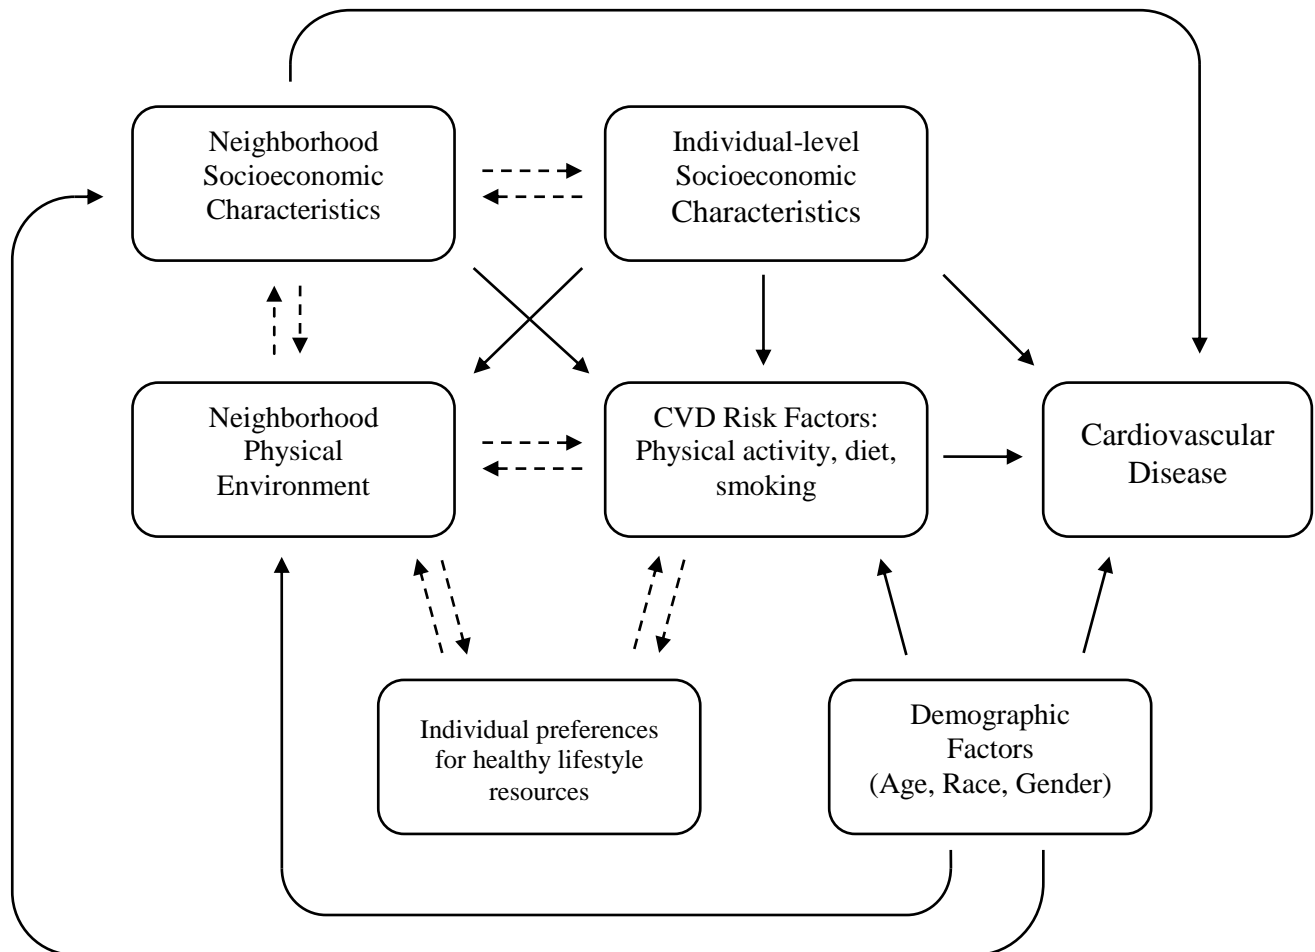 Neighborhood
Socioeconomic
Characteristics
Individual-level
Socioeconomic
Characteristics
Neighborhood
Physical
Environment
CVD Risk Factors:
Physical activity, diet,
smoking
Cardiovascular
Disease
Individual preferences
for healthy lifestyle
resources
Demographic
Factors
(Age, Race, Gender)